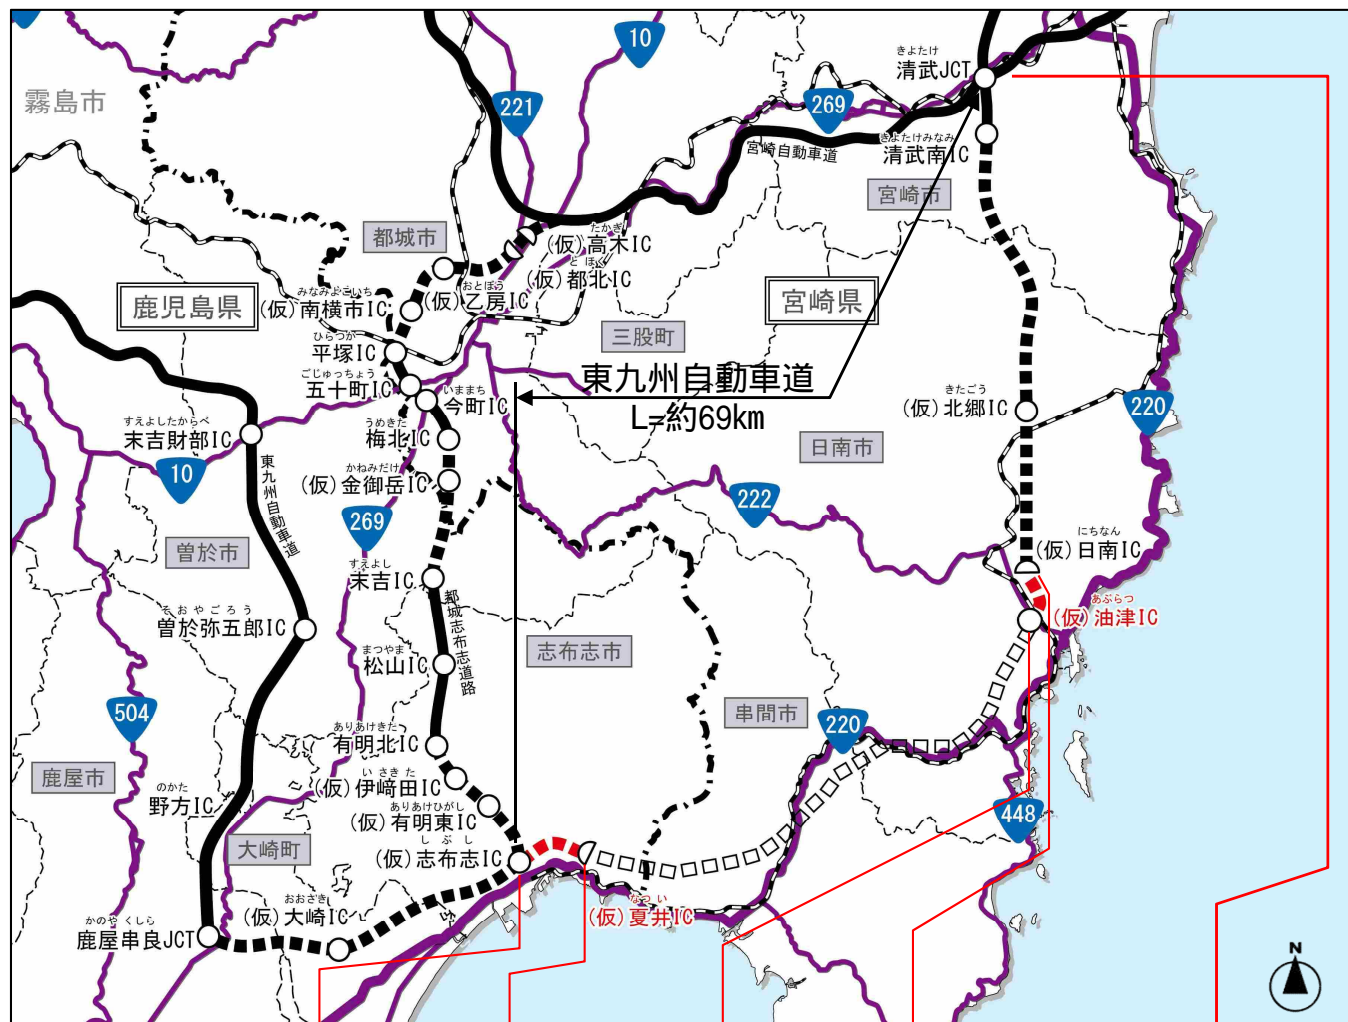 霧島市
10
221
269
きよたけ
清武JCT
きよたけみなみ
清武南IC
宮崎自動車道
宮崎市
都城市
たかぎ
(仮)高木IC
とほく
(仮)都北IC
おとぼう
(仮)乙房IC
みなみよこいち
(仮)南横市IC
鹿児島県
宮崎県
三股町
ひらつか
平塚IC
ごじゅっちょう
五十町IC
いままち
今町IC
東九州自動車道
L=約69km
きたごう
(仮)北郷IC
220
すえよしたからべ
末吉財部IC
うめきた
梅北IC
日南市
かねみだけ
(仮)金御岳IC
10
東九州自動車道
269
222
曽於市
にちなん
(仮)日南IC
すえよし
末吉IC
都城志布志道路
あぶらつ
(仮)油津IC
そおやごろう
曽於弥五郎IC
まつやま
松山IC
志布志市
504
串間市
220
ありあけきた
有明北IC
鹿屋市
いさきた
(仮)伊﨑田IC
のかた
野方IC
ありあけひがし
(仮)有明東IC
448
大崎町
しぶし
(仮)志布志IC
なつい
(仮)夏井IC
おおさき
(仮)大崎IC
かのやくしら
鹿屋串良JCT
N